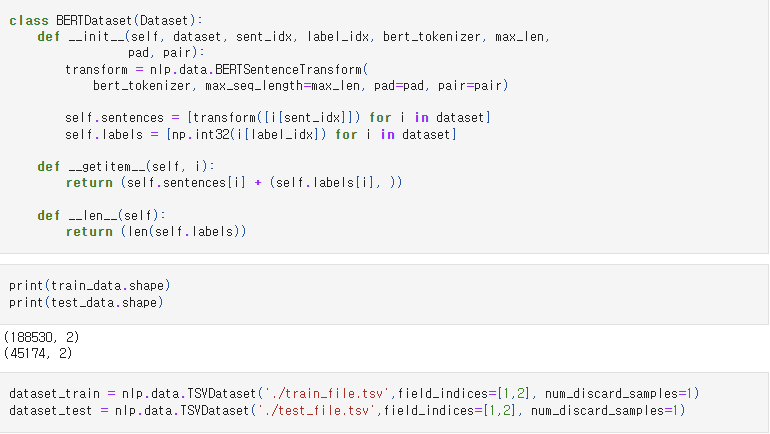 class BERTDataset(Dataset):
    def __init__(self, dataset, sent_idx, label_idx, bert_tokenizer, max_len,
                 pad, pair):
        transform = nlp.data.BERTSentenceTransform(
            bert_tokenizer, max_seq_length=max_len, pad=pad, pair=pair)
        self.sentences = [transform([i[sent_idx]]) for i in dataset]
        self.labels = [np.int32(i[label_idx]) for i in dataset]
    def __getitem__(self, i):
        return (self.sentences[i] + (self.labels[i], ))
    def __len__(self):
        return (len(self.labels))
print(train_data.shape)
print(test_data.shape)
(188530, 2)
(45174, 2)
dataset_train = nlp.data.TSVDataset('./train_file.tsv',field_indices=[1,2], num_discard_samples=1)
dataset_test = nlp.data.TSVDataset('./test_file.tsv',field_indices=[1,2], num_discard_samples=1)